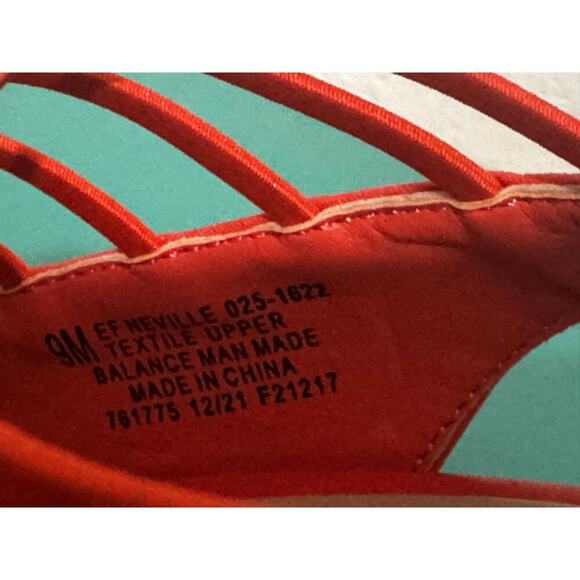 9M EF NEVILLE 025-1622
TEXTILE UPPER
BALANCE MAN MADE
MADE IN CHINA
761775 12/21 F21217